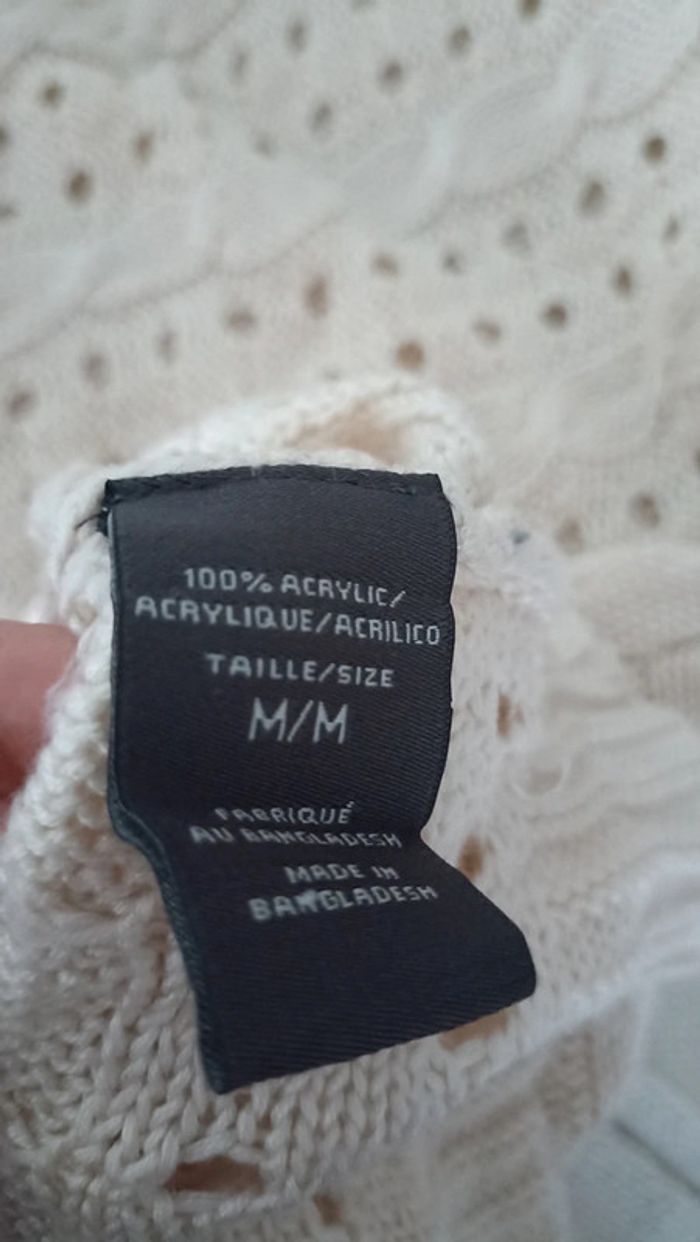 100% ACRYLIC/
ACRYLIQUE/ACRILICO
TAILLE/SIZE
M/M
FABRIQUÉ
AU BANGLADESH
MADE IN
BANGLADESH